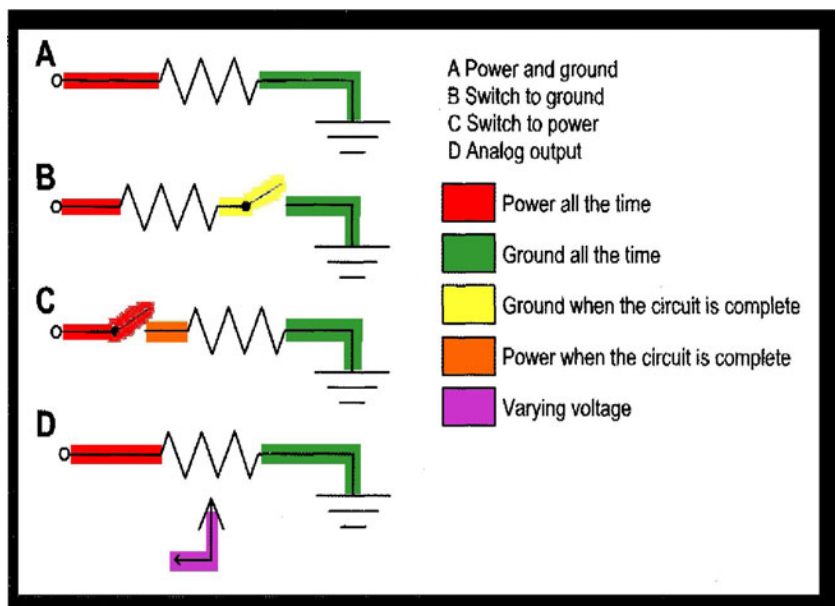 A
B
C
D
A Power and ground
B Switch to ground
C Switch to power
D Analog output
Power all the time
Ground all the time
Ground when the circuit is complete
Power when the circuit is complete
Varying voltage